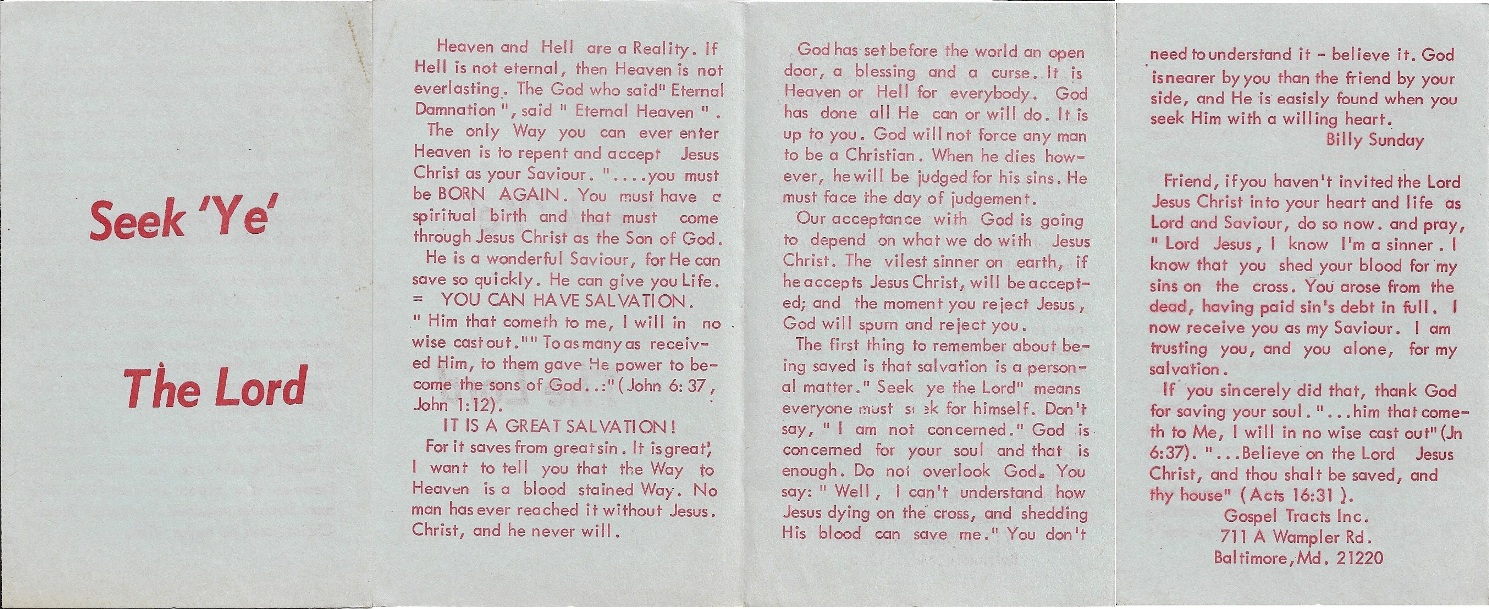 Seek 'Ye'
The Lord
Heaven and Hell are a Reality. If
Hell is not eternal, then Heaven is not
everlasting. The God who said" Eternal
Damnation", said " Eternal Heaven ".
The only Way you can ever enter
Heaven is to repent and accept Jesus
Christ as your Saviour. "....you must
be BORN AGAIN. You must have a
spiritual birth and that must come
through Jesus Christ as the Son of God.
He is a wonderful Saviour, for He can
save so quickly. He can give you Life.
= YOU CAN HAVE SALVATION.
" Him that cometh to me, I will in no
wise cast out."" To as many as receiv-
ed Him, to them gave He power to be-
come the sons of God..:" (John 6:37,
John 1:12).
IT IS A GREAT SALVATION!
For it saves from great sin. It is great,
I want to tell you that the Way to
Heaven is a blood stained Way. No
man has ever reached it without Jesus.
Christ, and he never will.
God has set before the world an open
door, a blessing and a curse. It is
Heaven or Hell for everybody. God
has done all He can or will do. It is
up to you. God will not force any man
to be a Christian. When he dies how-
ever, he will be judged for his sins. He
must face the day of judgement.
Our acceptance with God is going
to depend on what we do with Jesus
Christ. The vilest sinner on earth, if
he accepts Jesus Christ, will be accept-
ed; and the moment you reject Jesus,
God will spurn and reject you.
The first thing to remember about be-
ing saved is that salvation is a person-
al matter." Seek ye the Lord" means
everyone must seek for himself. Don't
say, " I am not concerned." God is
concerned for your soul and that is
enough. Do not overlook God. You
say: " Well, I can't understand how
Jesus dying on the cross, and shedding
His blood can save me." You don't
need to understand it - believe it. God
is nearer by you than the friend by your
side, and He is easisly found when you
seek Him with a willing heart.
Billy Sunday
Friend, if you haven't invited the Lord
Jesus Christ into your heart and life as
Lord and Saviour, do so now. and pray,
" Lord Jesus, I know I'm a sinner. I
know that you shed your blood for my
sins on the cross. You arose from the
dead, having paid sin's debt in full. I
now receive you as my Saviour. I am
trusting you, and you alone, for my
salvation.
If you sincerely did that, thank God
for saving your soul. "...him that come-
th to Me, I will in no wise cast out" (Jn
6:37). "...Believe on the Lord Jesus
Christ, and thou shalt be saved, and
thy house" (Acts 16:31 ).
Gospel Tracts Inc.
711 A Wampler Rd.
Baltimore, Md. 21220